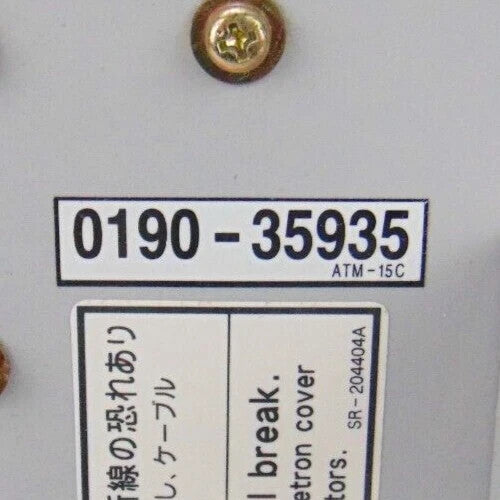 0190-35935
ATM-15C
線の恐れあり
し、ケーブル
break.
etron cover
tors.
SR-204404A